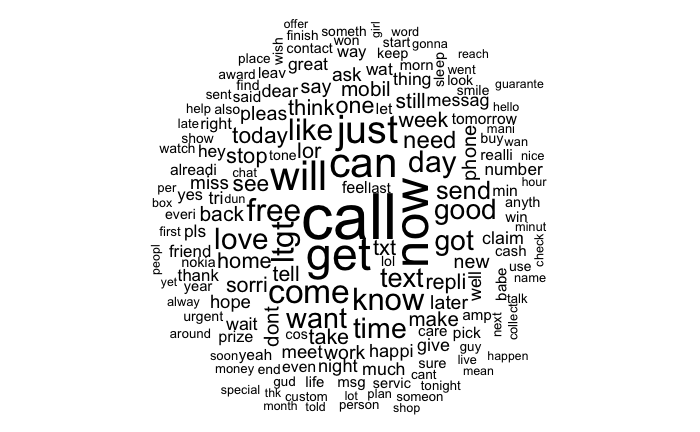 offer
finish someth girl
won word
wish contact way keep start gonna
place great wat morn sleep went reach
award leav ask thing look
find dear say mobil smile guarante
sent said
help also pleas think one let still messag hello
late right today like just week tomorrow
show need phone mani
buy wan
watch hey stop tone lor can day realli nice
alreadi chat will number
per miss see feel last send min hour
box yes tri dun now good anyth
everi back free call win
first pls love ltgt txt got claim minut
peopl friend home get lol cash check
nokia new use
yet thank tell text repli well babe name
year sorri come know
alway hope later talk
urgent wait dont want time make amp next collect
around prize cos take care pick
soon yeah meet work happi give guy happen
money end even night much sure live mean
gud life msg servic cant tonight
special thk custom lot plan someon
month told person shop